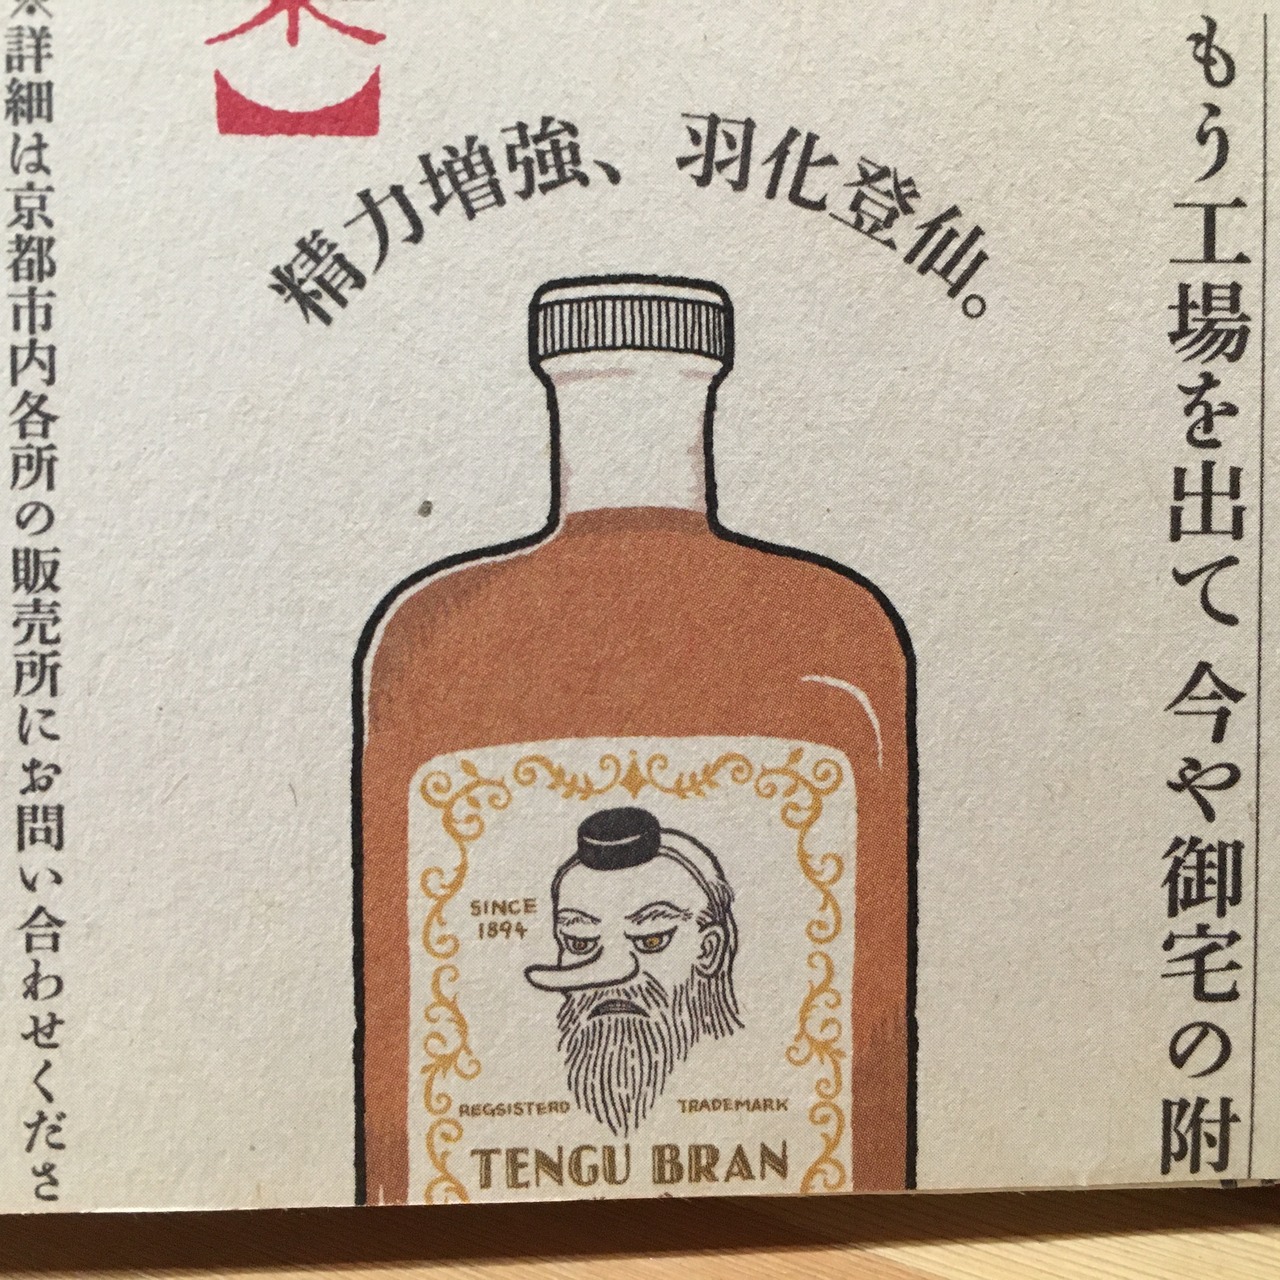 もう工場を出て今や御宅の附
精力増強、羽化登仙。
SINCE
1894
REGSISTERD TRADEMARK
TENGU BRAN
※詳細は京都市内各所の販売所にお問い合わせくださ